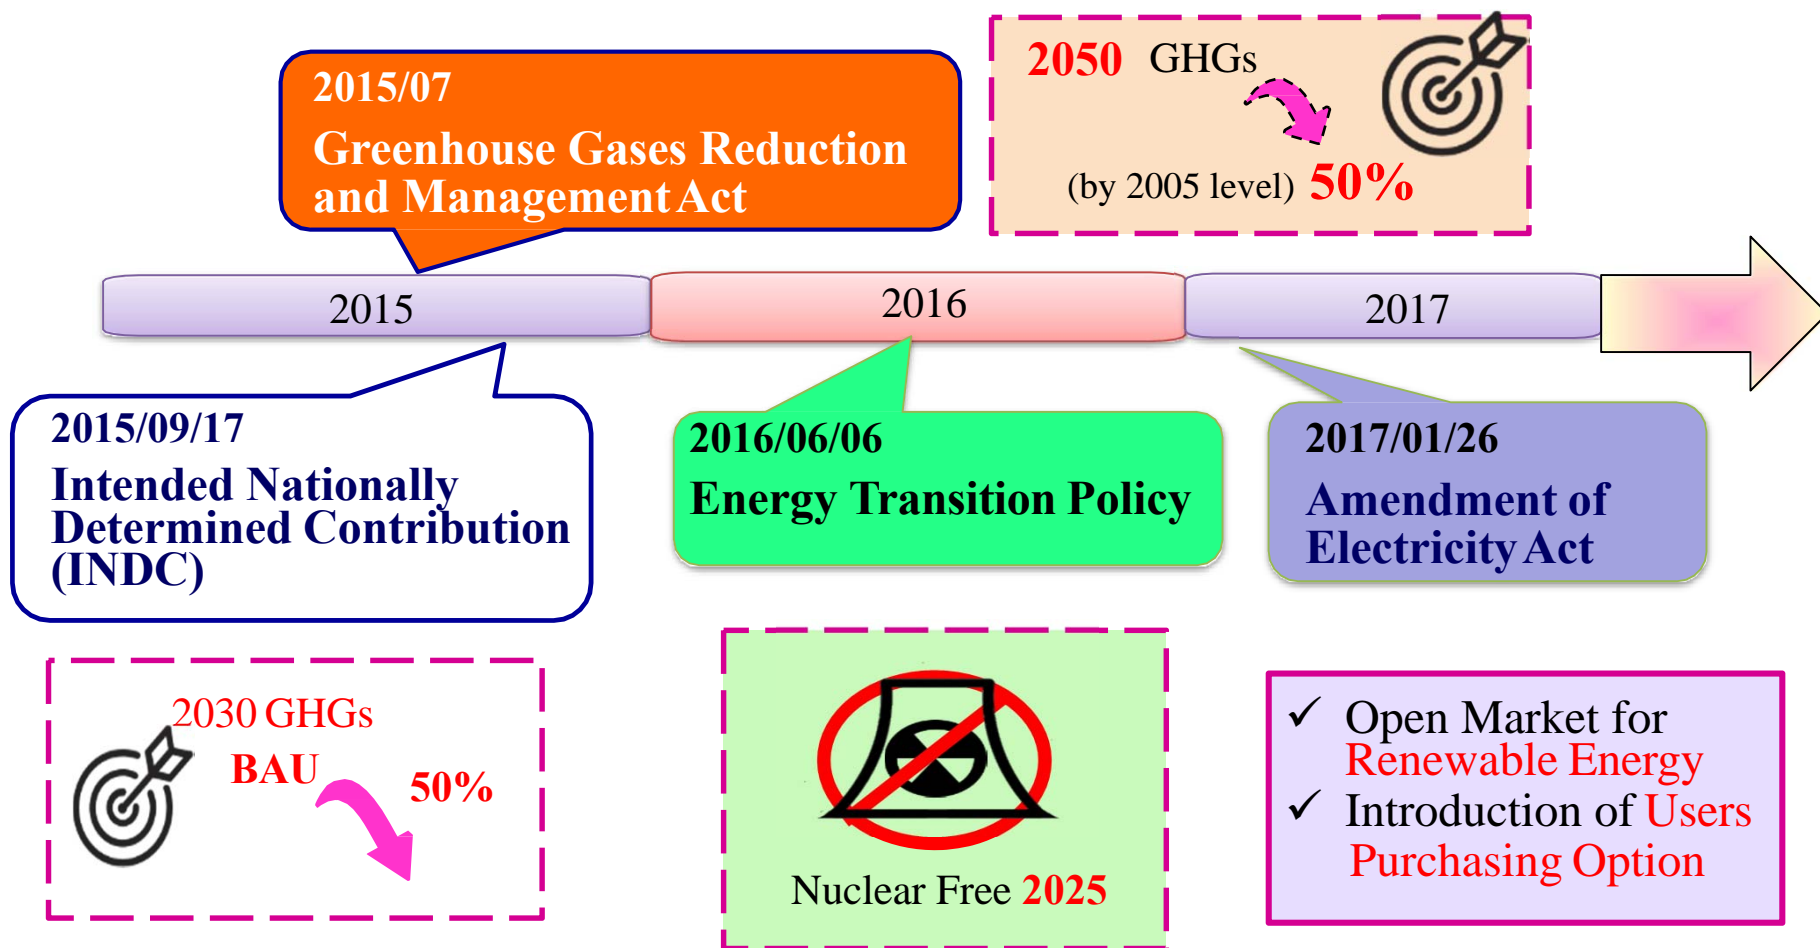 2015/07
Greenhouse Gases Reduction
and Management Act
2050 GHGs
(by 2005 level) 50%
2015
2016
2017
2015/09/17
Intended Nationally
Determined Contribution
(INDC)
2016/06/06
Energy Transition Policy
2017/01/26
Amendment of
Electricity Act
2030 GHGs
BAU
50%
Nuclear Free 2025
✓ Open Market for
Renewable Energy
✓ Introduction of Users
Purchasing Option